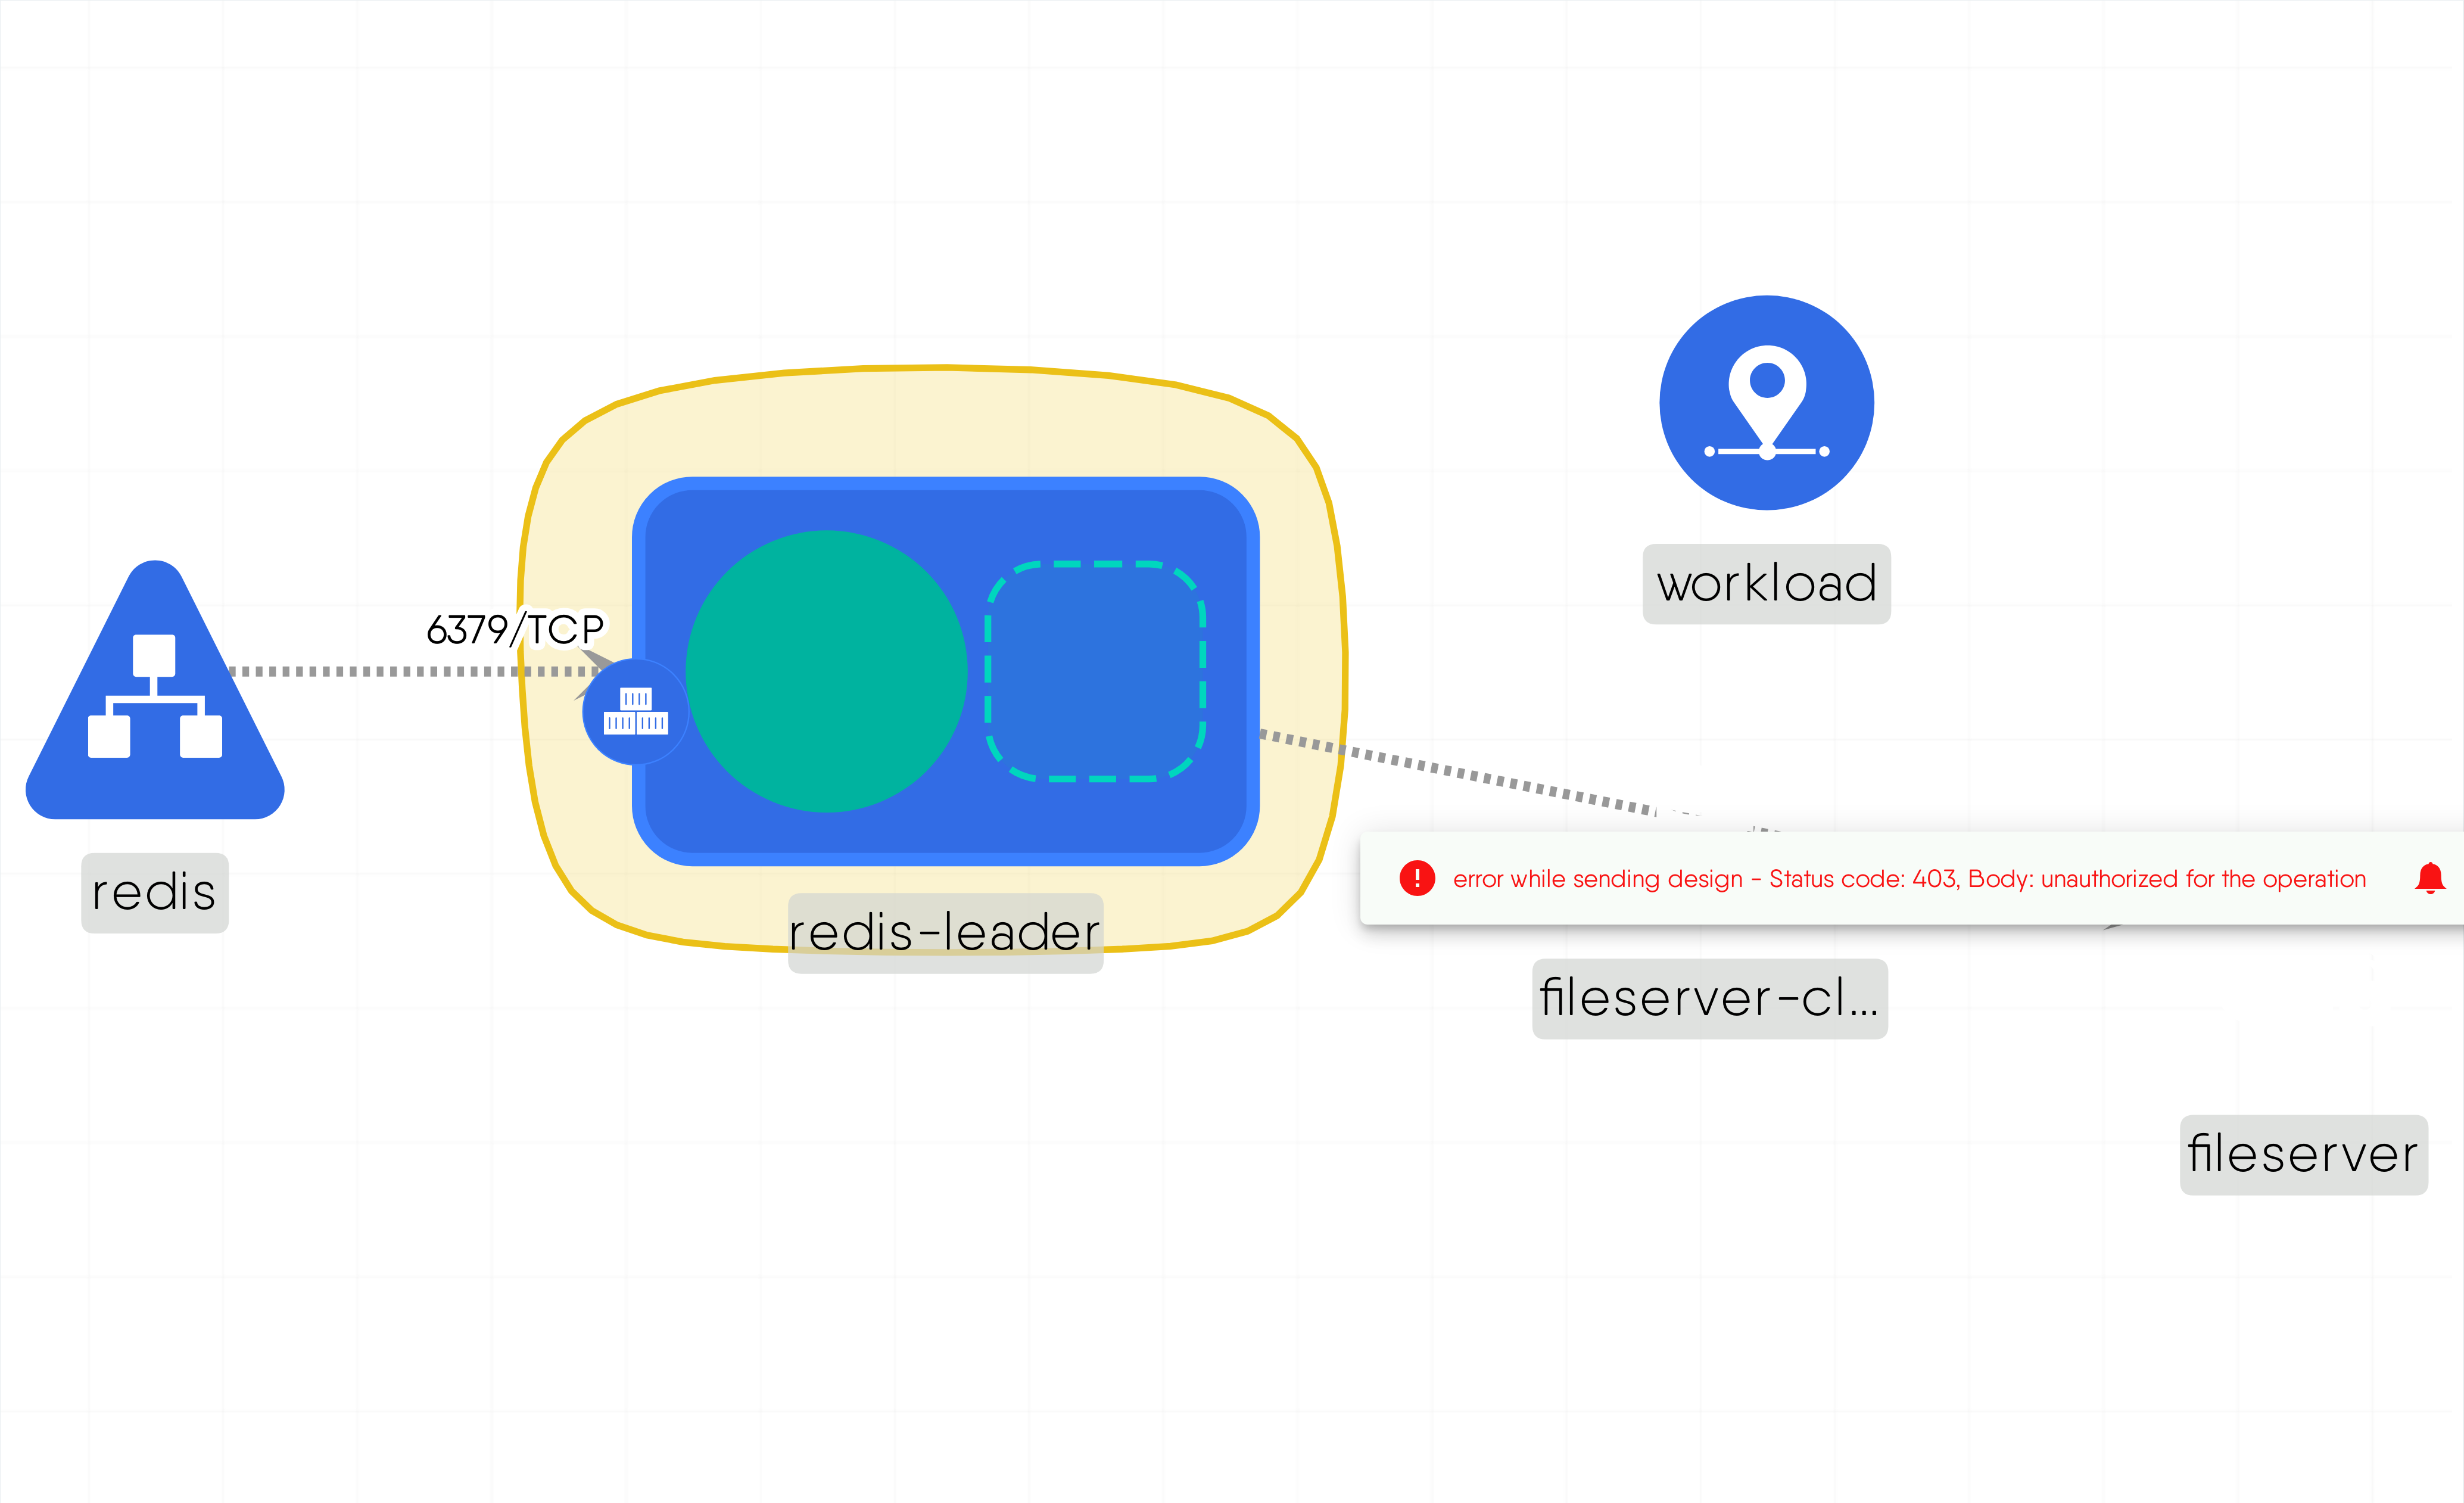 workload
6379/TCP
redis
error while sending design - Status code: 403, Body: unauthorized for the operation
redis-leader
fileserver-cl...
fileserver